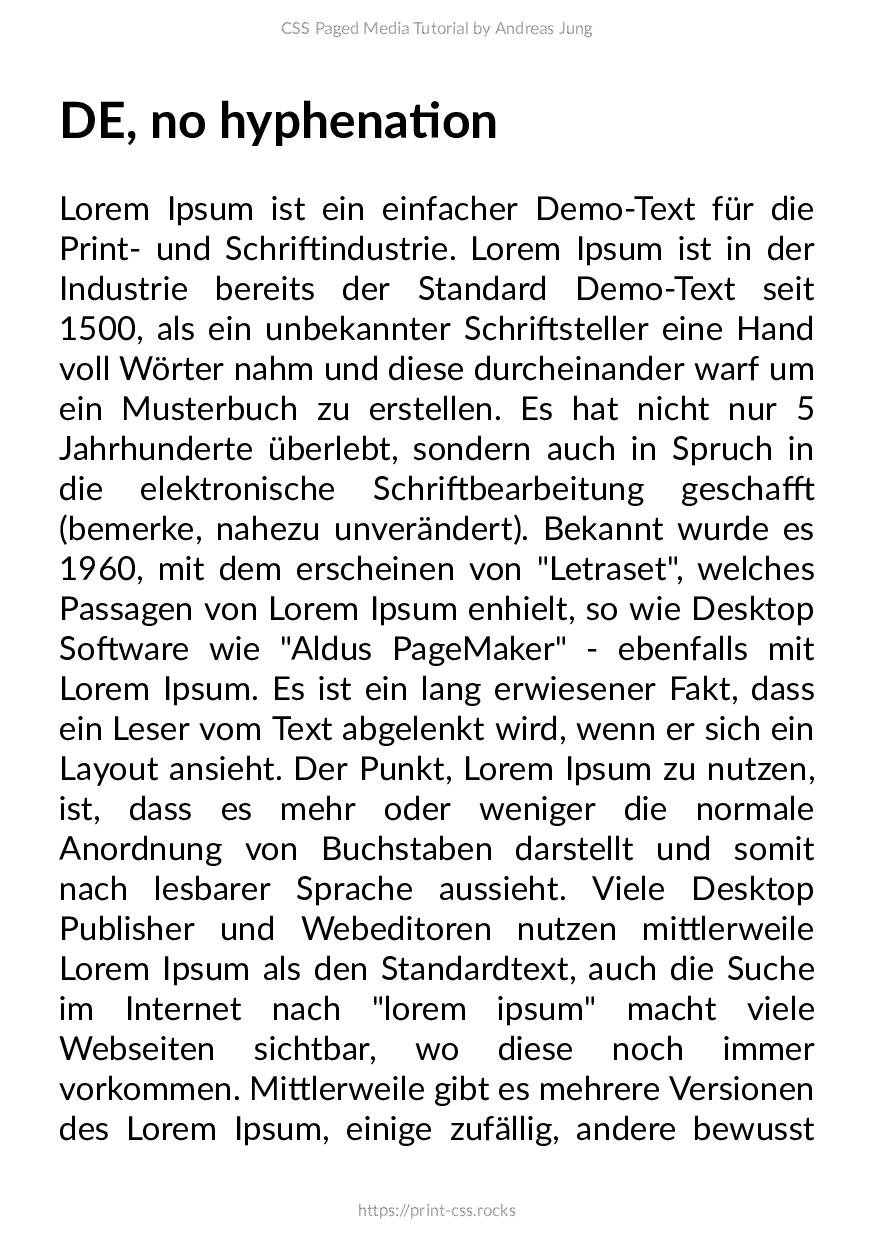 CSS Paged Media Tutorial by Andreas Jung
DE, no hyphenation
Lorem Ipsum ist ein einfacher Demo-Text für die
Print- und Schriftindustrie. Lorem Ipsum ist in der
Industrie bereits der Standard Demo-Text seit
1500, als ein unbekannter Schriftsteller eine Hand
voll Wörter nahm und diese durcheinander warf um
ein Musterbuch zu erstellen. Es hat nicht nur 5
Jahrhunderte überlebt, sondern auch in Spruch in
die elektronische Schriftbearbeitung geschafft
(bemerke, nahezu unverändert). Bekannt wurde es
1960, mit dem erscheinen von "Letraset", welches
Passagen von Lorem Ipsum enhielt, so wie Desktop
Software wie "Aldus PageMaker" - ebenfalls mit
Lorem Ipsum. Es ist ein lang erwiesener Fakt, dass
ein Leser vom Text abgelenkt wird, wenn er sich ein
Layout ansieht. Der Punkt, Lorem Ipsum zu nutzen,
ist, dass es mehr oder weniger die normale
Anordnung von Buchstaben darstellt und somit
nach lesbarer Sprache aussieht. Viele Desktop
Publisher und Webeditoren nutzen mittlerweile
Lorem Ipsum als den Standardtext, auch die Suche
im Internet nach "lorem ipsum" macht viele
Webseiten sichtbar, wo diese noch immer
vorkommen. Mittlerweile gibt es mehrere Versionen
des Lorem Ipsum, einige zufällig, andere bewusst
https://print-css.rocks